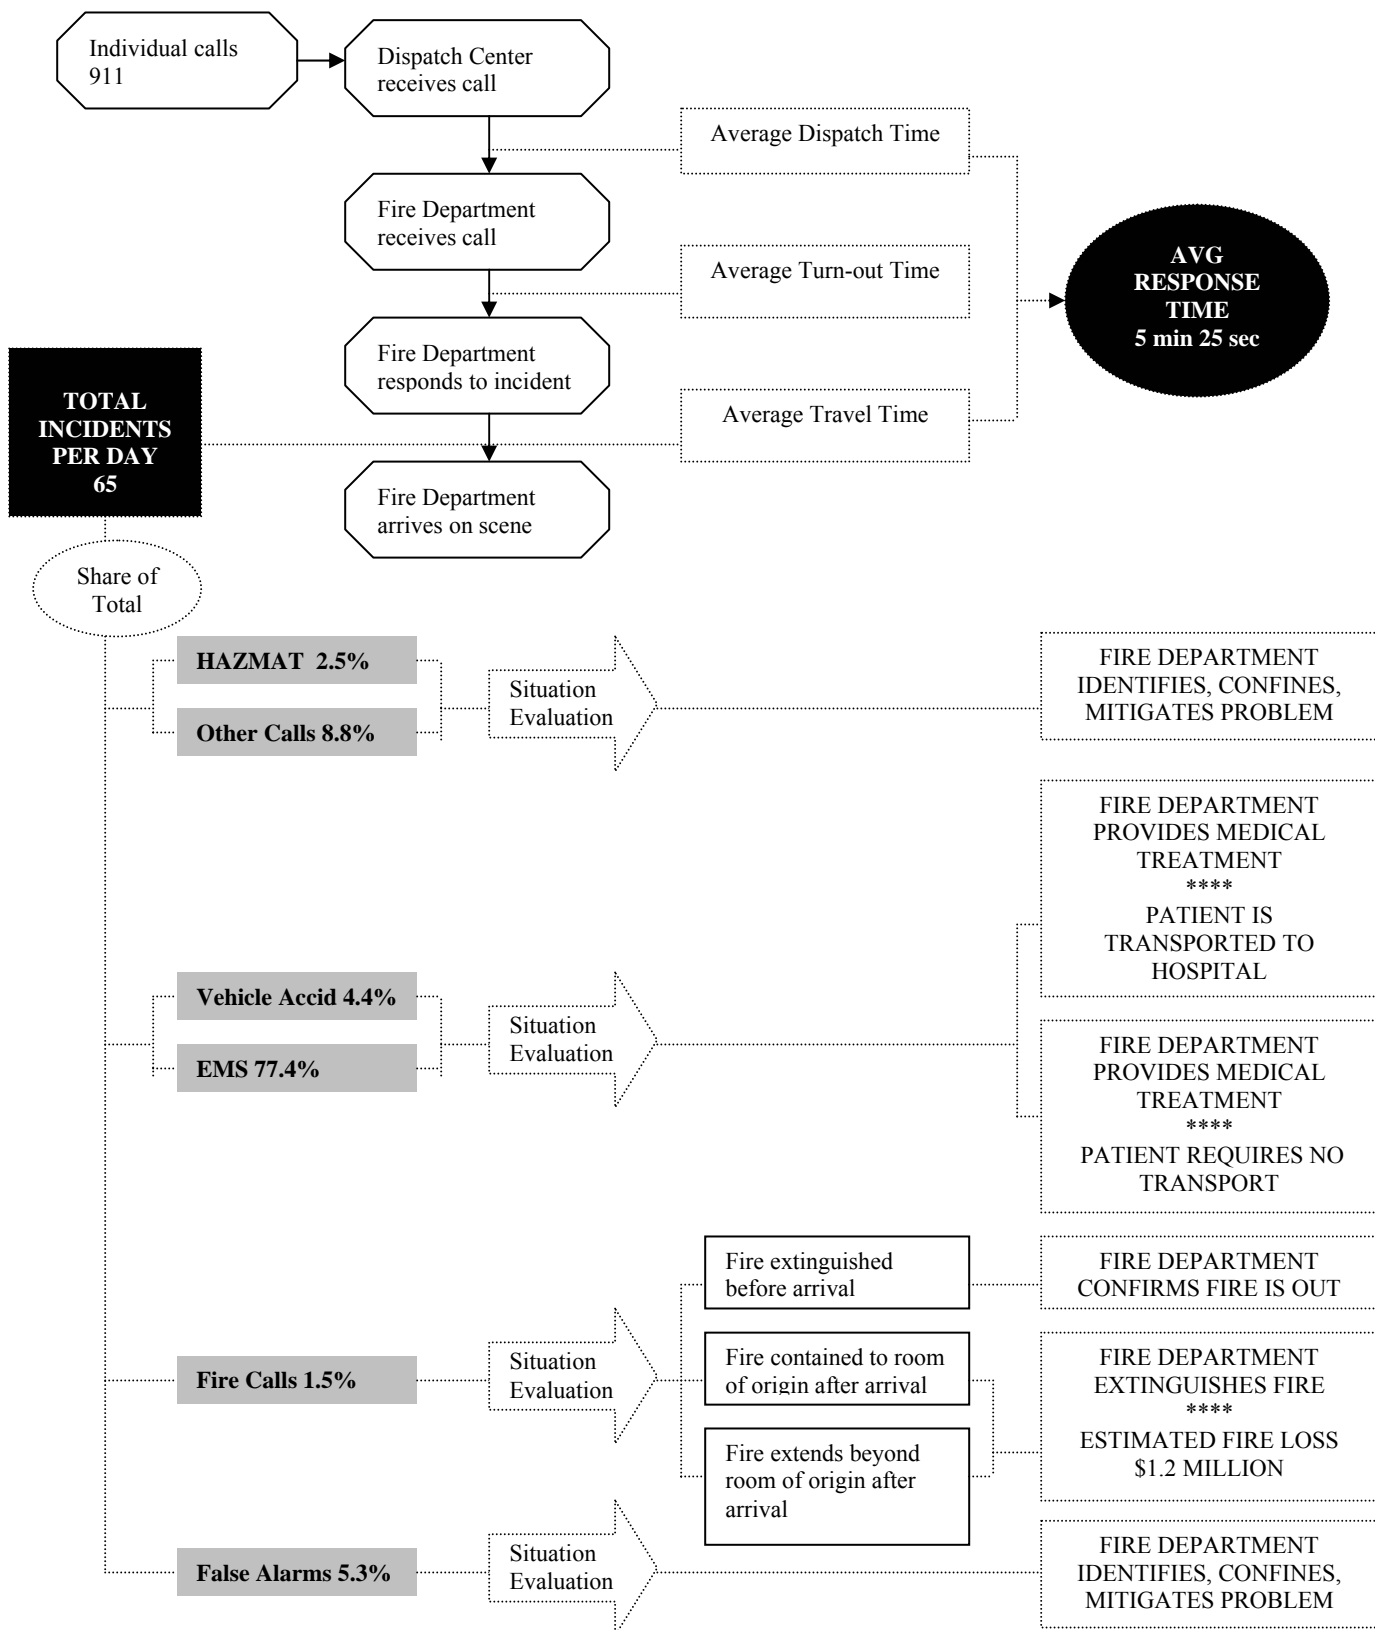 Individual calls
911
Dispatch Center
receives call
Average Dispatch Time
Fire Department
receives call
Average Turn-out Time
AVG
RESPONSE
TIME
5 min 25 sec
Fire Department
responds to incident
Average Travel Time
TOTAL
INCIDENTS
PER DAY
65
Fire Department
arrives on scene
Share of
Total
HAZMAT 2.5%
Other Calls 8.8%
Situation
Evaluation
FIRE DEPARTMENT
IDENTIFIES, CONFINES,
MITIGATES PROBLEM
Vehicle Accid 4.4%
EMS 77.4%
Situation
Evaluation
FIRE DEPARTMENT
PROVIDES MEDICAL
TREATMENT
****
PATIENT IS
TRANSPORTED TO
HOSPITAL
FIRE DEPARTMENT
PROVIDES MEDICAL
TREATMENT
****
PATIENT REQUIRES NO
TRANSPORT
Fire Calls 1.5%
Situation
Evaluation
Fire extinguished
before arrival
FIRE DEPARTMENT
CONFIRMS FIRE IS OUT
Fire contained to room
of origin after arrival
Fire extends beyond
room of origin after
arrival
FIRE DEPARTMENT
EXTINGUISHES FIRE
****
ESTIMATED FIRE LOSS
$1.2 MILLION
False Alarms 5.3%
Situation
Evaluation
FIRE DEPARTMENT
IDENTIFIES, CONFINES,
MITIGATES PROBLEM